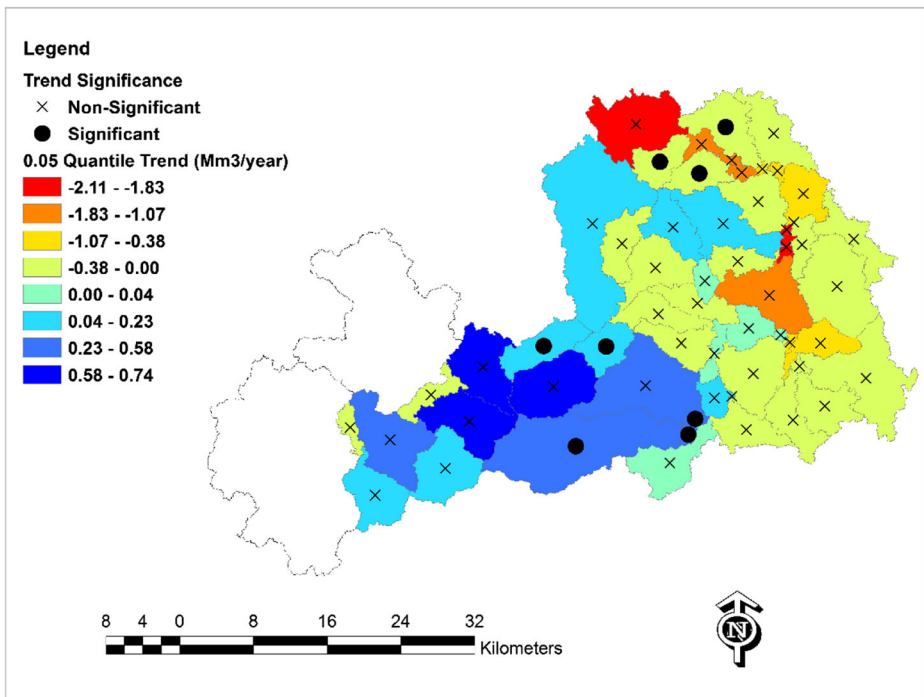 Legend
Trend Significance
Non-Significant
Significant
0.05 Quantile Trend (Mm3/year)
-2.11 - -1.83
-1.83 - -1.07
-1.07 - -0.38
-0.38 - 0.00
0.00 - 0.04
0.04 - 0.23
0.23 - 0.58
0.58 - 0.74
8 4 0 8 16 24 32
Kilometers
N